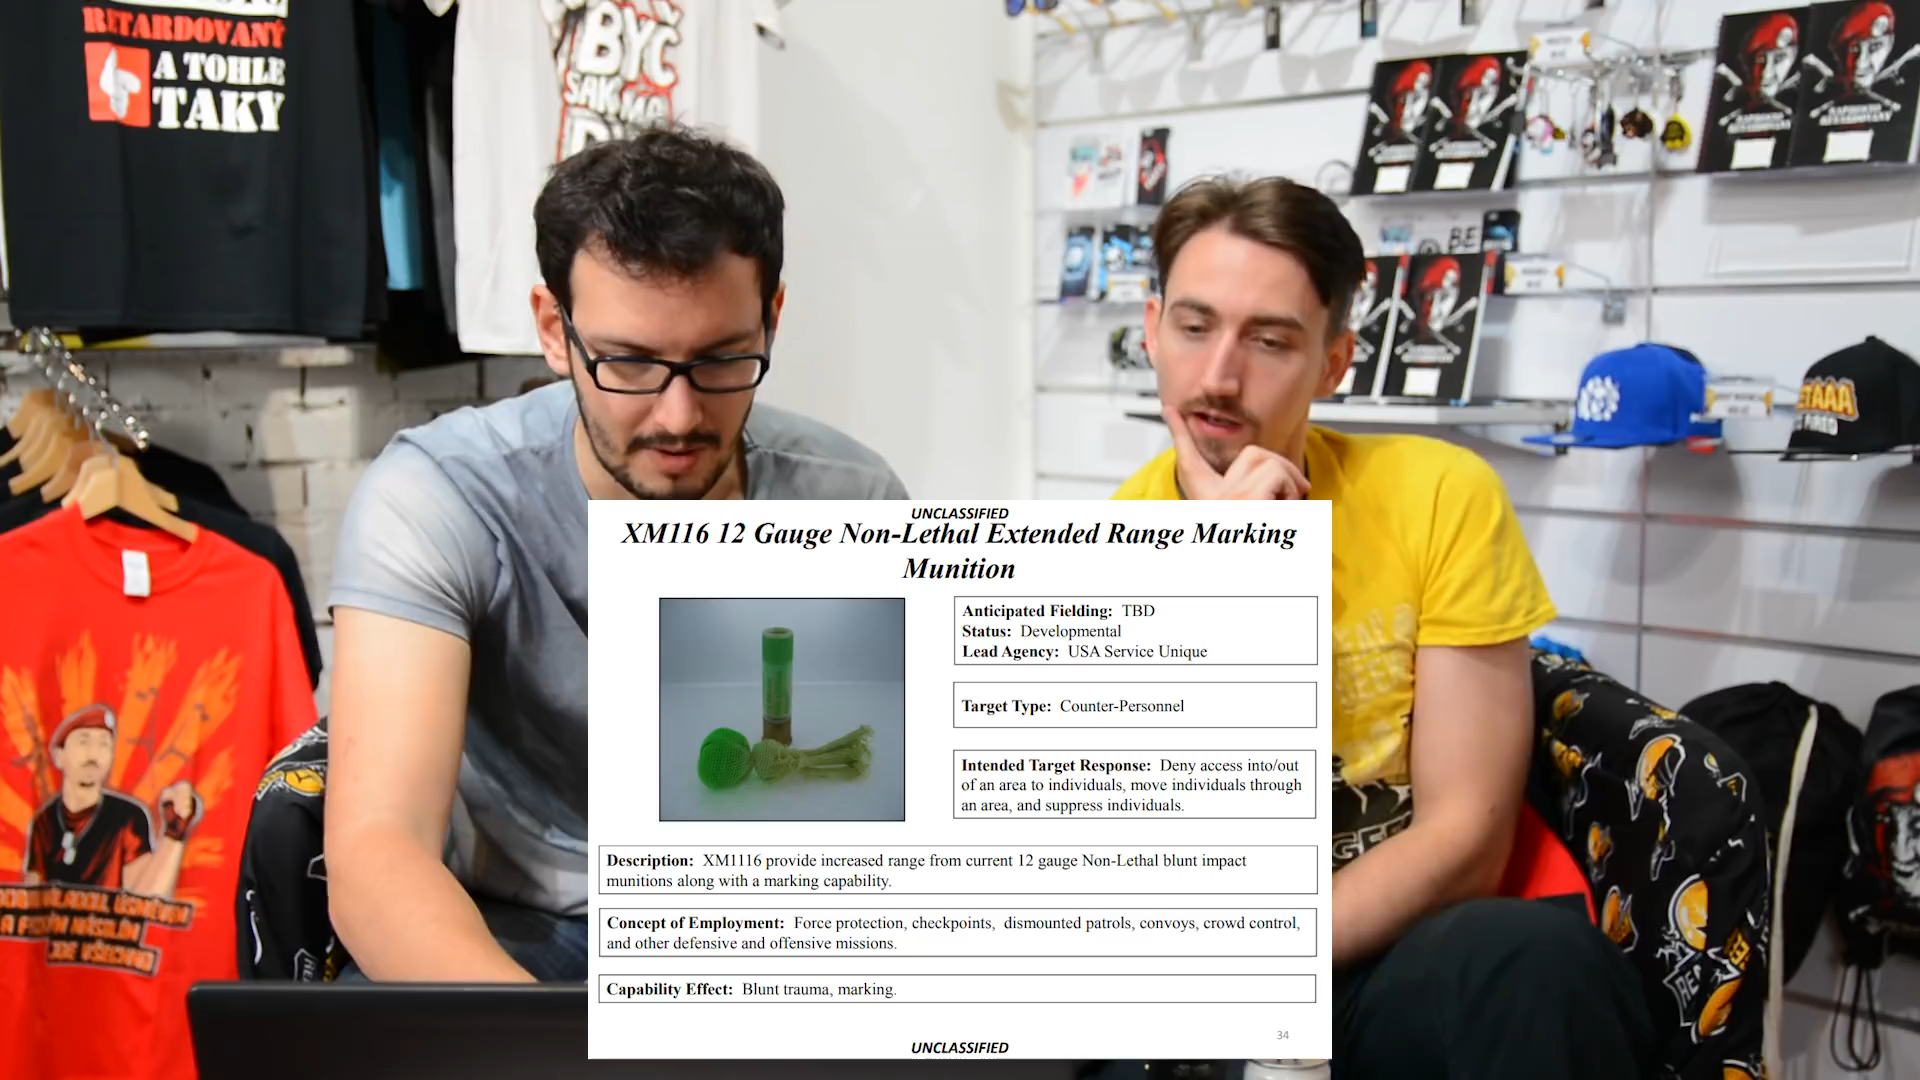 RETARDOVANÝ
A TOHLE
TAKY
BÝČ
SAKMA
BE
UNCLASSIFIED
XM116 12 Gauge Non-Lethal Extended Range Marking
Munition
Anticipated Fielding: TBD
Status: Developmental
Lead Agency: USA Service Unique
Target Type: Counter-Personnel
Intended Target Response: Deny access into/out
of an area to individuals, move individuals through
an area, and suppress individuals.
Description: XM1116 provide increased range from current 12 gauge Non-Lethal blunt impact
munitions along with a marking capability.
Concept of Employment: Force protection, checkpoints, dismounted patrols, convoys, crowd control,
and other defensive and offensive missions.
Capability Effect: Blunt trauma, marking.
34
UNCLASSIFIED